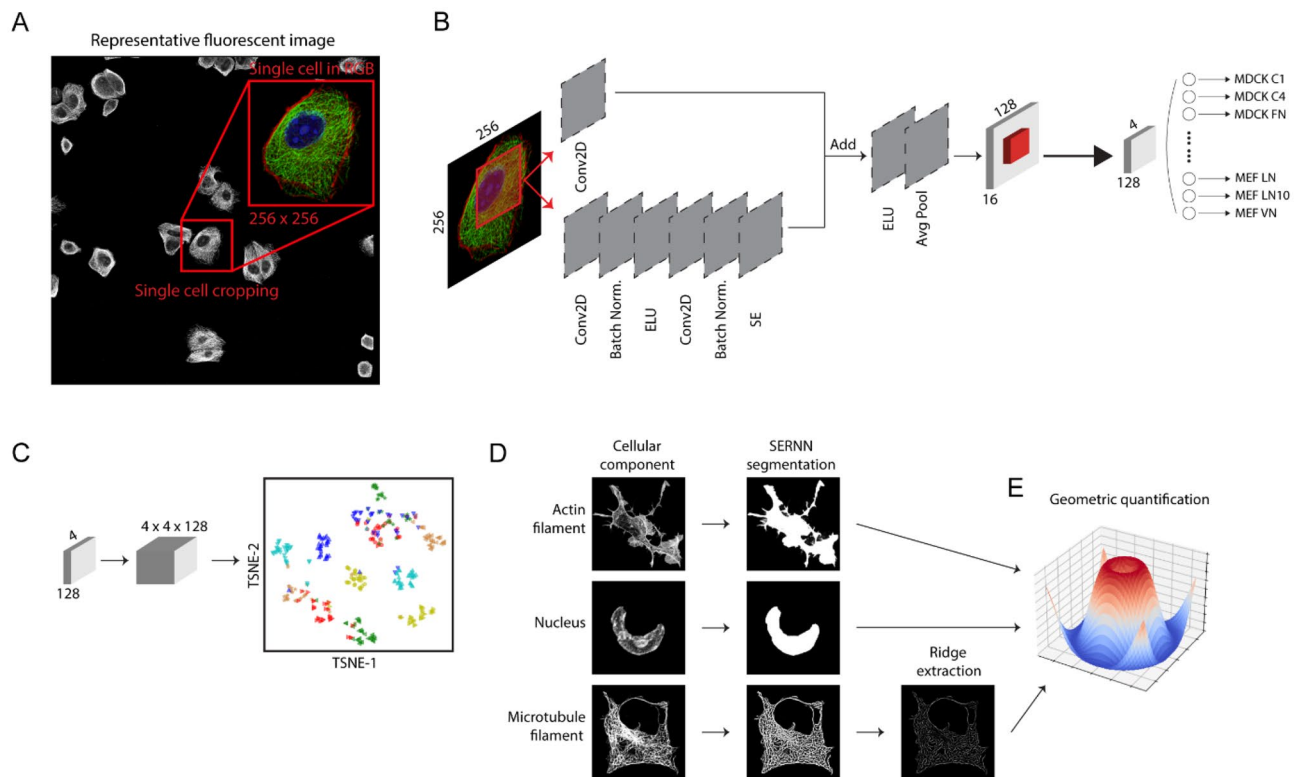 A
Representative fluorescent image
Single cell in RGB
256 x 256
Single cell cropping
B
256
256
Conv2D
Conv2D
Batch Norm.
ELU
Conv2D
Batch Norm.
SE
Add
ELU
Avg Pool
128
16
4
128
MDCK C1
MDCK C4
MDCK FN
MEF LN
MEF LN10
MEF VN
C
4
128
4 x 4 x 128
TSNE-2
TSNE-1
D
Cellular
component
SERNN
segmentation
Actin
filament
Nucleus
Microtubule
filament
Ridge
extraction
E
Geometric quantification